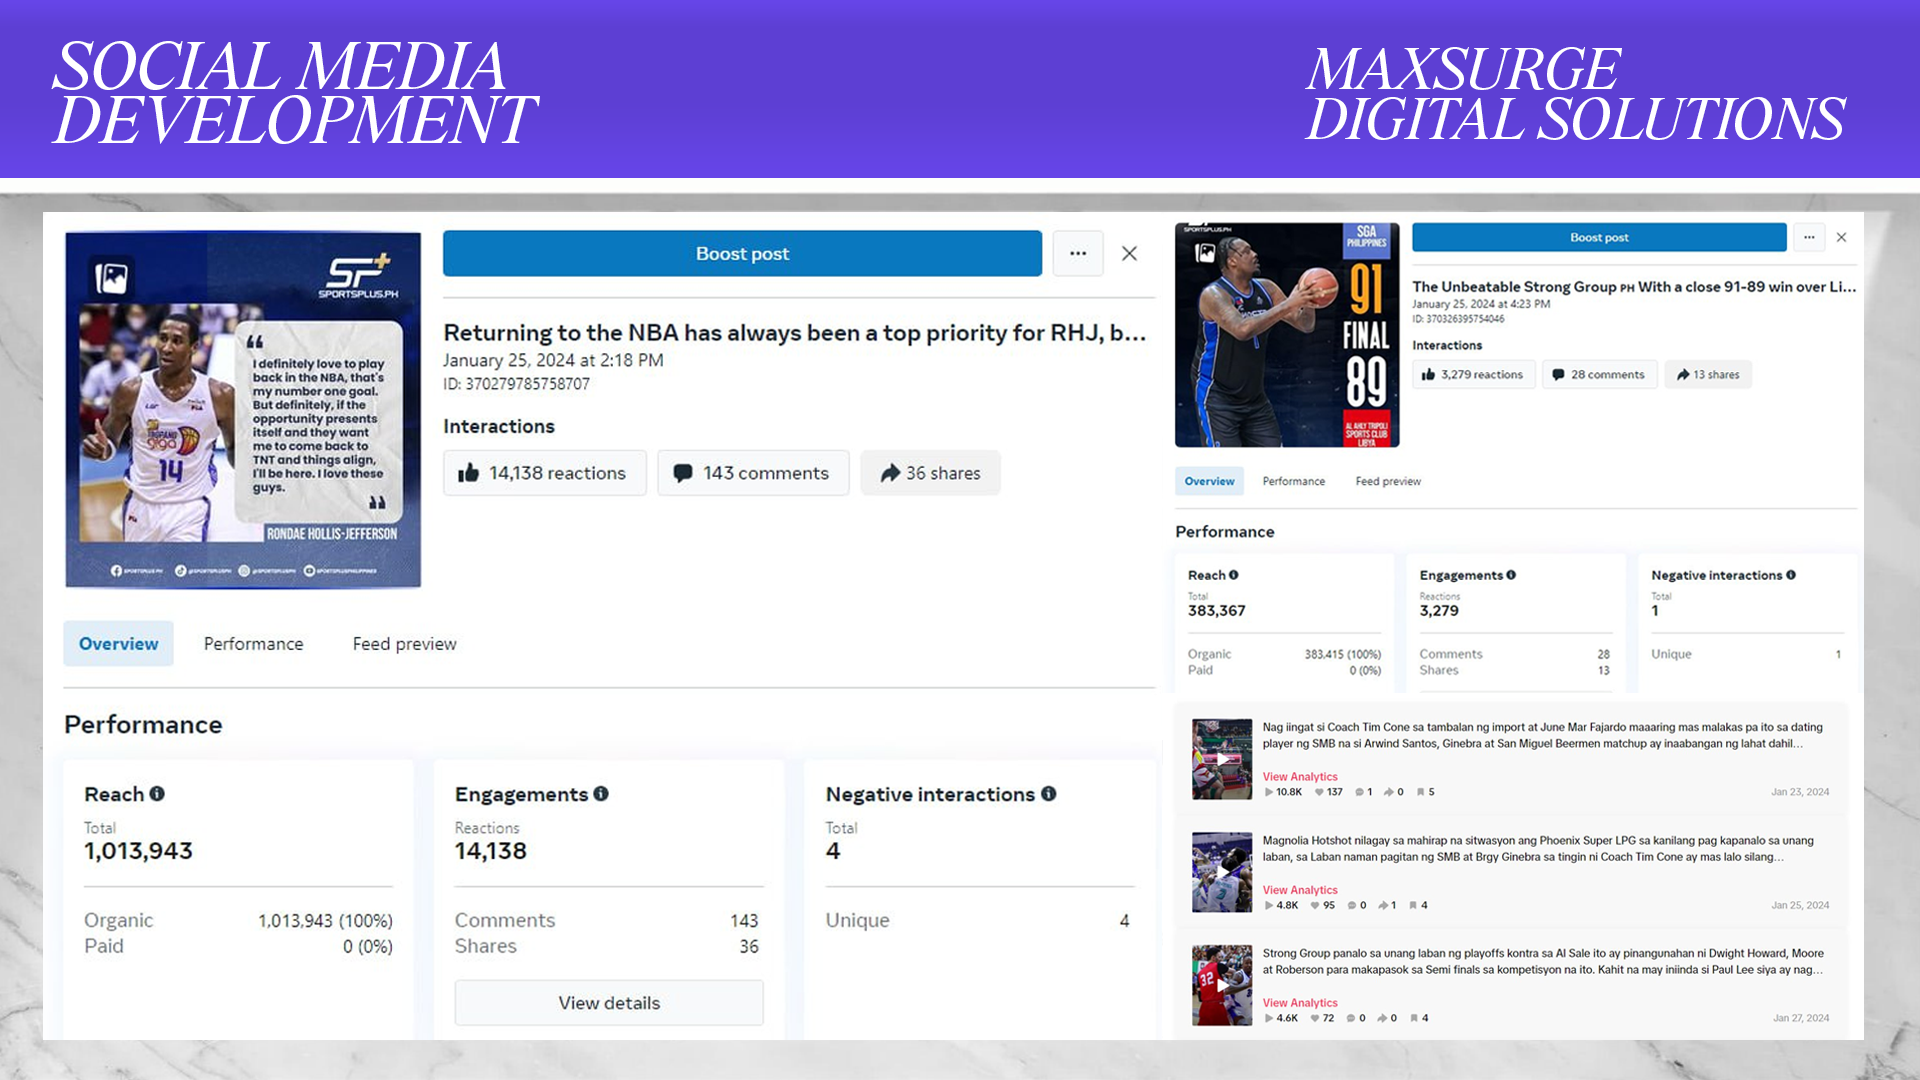 SOCIAL MEDIA
DEVELOPMENT
MAXSURGE
DIGITAL SOLUTIONS
SP+
SPORTSPLUS.PH
I definitely love to play
back in the NBA, that's
my number one goal.
But definitely, if the
opportunity presents
itself and they want
me to come back to
TNT and things align,
I'll be here. I love these
guys.
TROPANG
giga
14
RONDAE HOLLIS-JEFFERSON
SPORTSPLUS.PH @SPORTSPLUSPH @SPORTSPLUSPH SPORTSPLUSPHILIPPINES
Boost post
Returning to the NBA has always been a top priority for RHJ, b...
January 25, 2024 at 2:18 PM
ID: 370279785758707
Interactions
14,138 reactions
143 comments
36 shares
Overview
Performance
Feed preview
Performance
Reach
Total
1,013,943
Organic 1,013,943 (100%)
Paid 0 (0%)
Engagements
Reactions
14,138
Comments 143
Shares 36
View details
Negative interactions
Total
4
Unique 4
SPORTSPLUS.PH
SGA
PHILIPPINES
91
FINAL
89
AL AHLY TRIPOLI
SPORTS CLUB
LIBYA
Boost post
The Unbeatable Strong Group PH With a close 91-89 win over Li...
January 25, 2024 at 4:23 PM
ID: 370326395754046
Interactions
3,279 reactions
28 comments
13 shares
Overview
Performance
Feed preview
Performance
Reach
Total
383,367
Organic 383,415 (100%)
Paid 0 (0%)
Engagements
Reactions
3,279
Comments 28
Shares 13
Negative interactions
Total
1
Unique 1
Nag iingat si Coach Tim Cone sa tambalan ng import at June Mar Fajardo maaaring mas malakas pa ito sa dating
player ng SMB na si Arwind Santos, Ginebra at San Miguel Beermen matchup ay inaabangan ng lahat dahil...
View Analytics
10.8K 137 1 0 5
Jan 23, 2024
Magnolia Hotshot nilagay sa mahirap na sitwasyon ang Phoenix Super LPG sa kanilang pag kapanalo sa unang
laban, sa Laban naman pagitan ng SMB at Brgy Ginebra sa tingin ni Coach Tim Cone ay mas lalo silang...
View Analytics
4.8K 95 0 1 4
Jan 25, 2024
32
Strong Group panalo sa unang laban ng playoffs kontra sa Al Sale ito ay pinangunahan ni Dwight Howard, Moore
at Roberson para makapasok sa Semi finals sa kompetisyon na ito. Kahit na may iniinda si Paul Lee siya ay nag...
View Analytics
4.6K 72 0 0 4
Jan 27, 2024